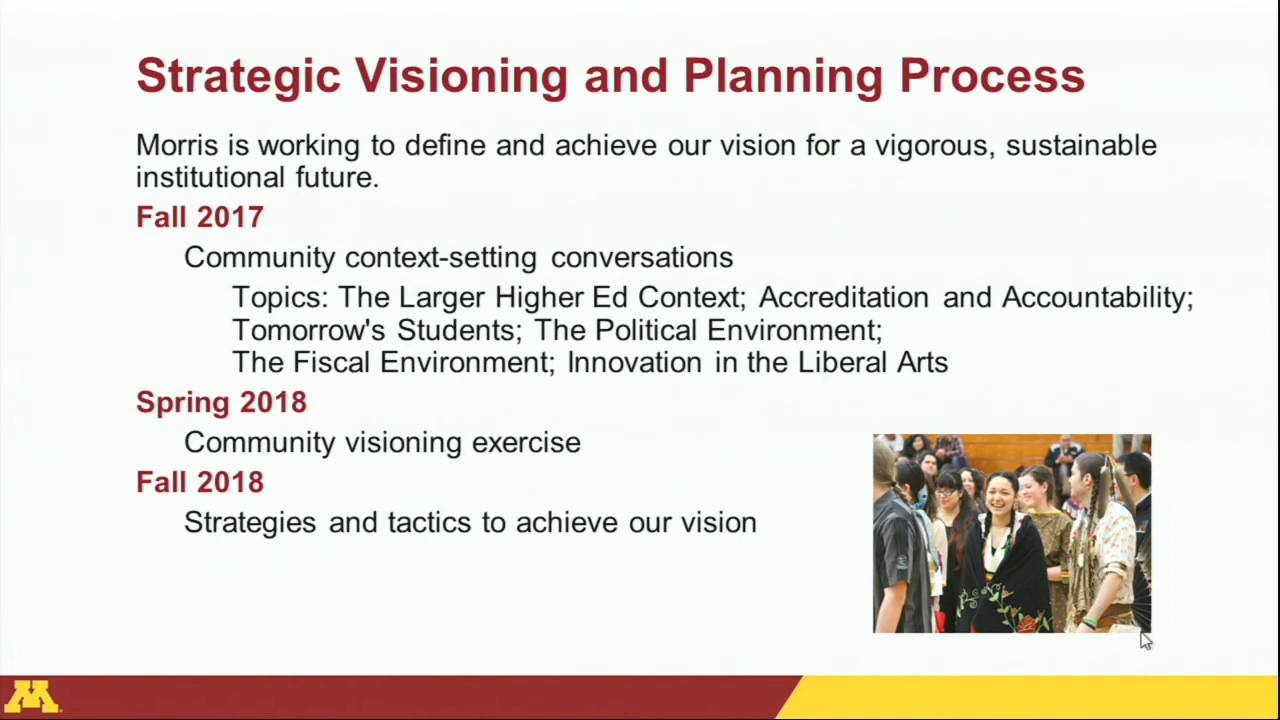 Strategic Visioning and Planning Process
Morris is working to define and achieve our vision for a vigorous, sustainable
institutional future.
Fall 2017
Community context-setting conversations
Topics: The Larger Higher Ed Context; Accreditation and Accountability;
Tomorrow's Students; The Political Environment;
The Fiscal Environment; Innovation in the Liberal Arts
Spring 2018
Community visioning exercise
Fall 2018
Strategies and tactics to achieve our vision
M